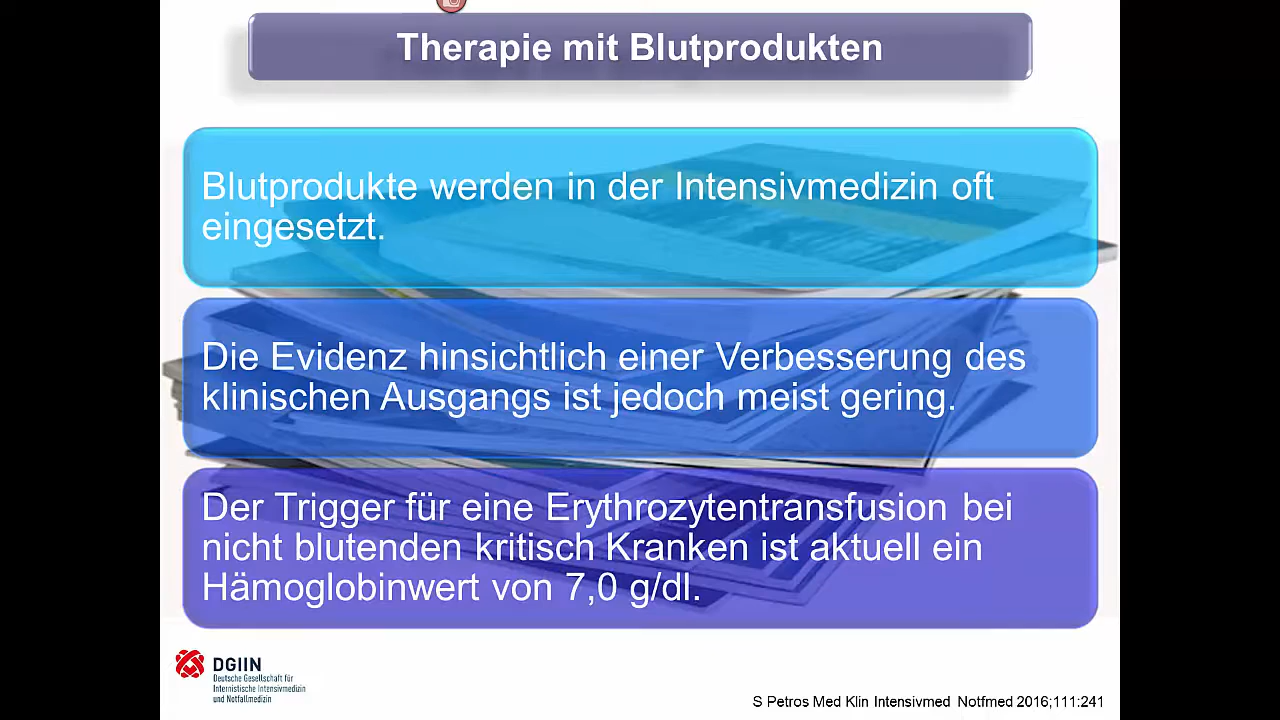 Therapie mit Blutprodukten
Blutprodukte werden in der Intensivmedizin oft
eingesetzt.
Die Evidenz hinsichtlich einer Verbesserung des
klinischen Ausgangs ist jedoch meist gering.
Der Trigger für eine Erythrozytentransfusion bei
nicht blutenden kritisch Kranken ist aktuell ein
Hämoglobinwert von 7,0 g/dl.
DGIIN
Deutsche Gesellschaft für
Internistische Intensivmedizin
und Notfallmedizin
S Petros Med Klin Intensivmed Notfmed 2016;111:241